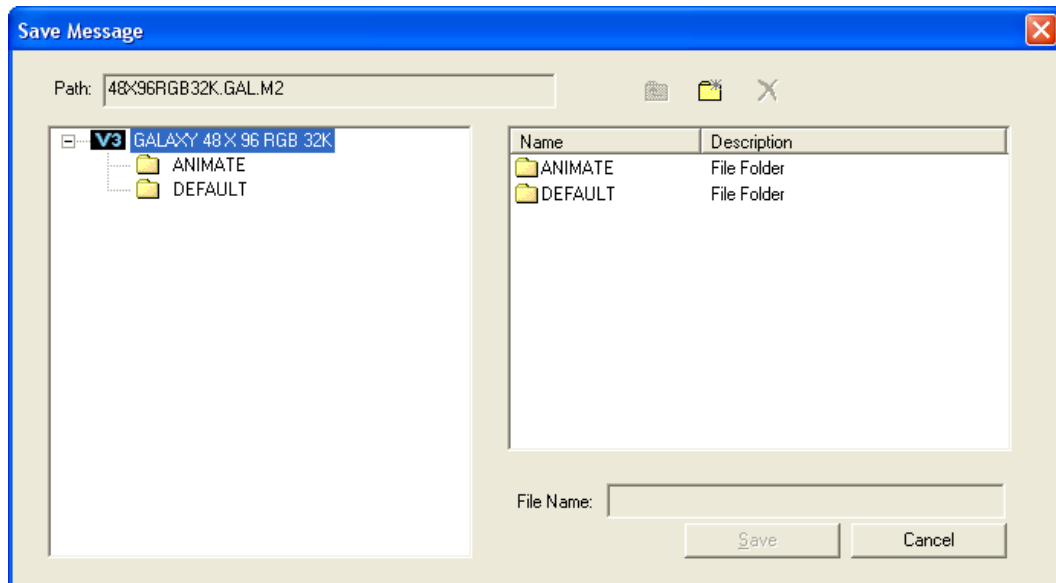 Save Message
Path: 48X96RGB32K.GAL.M2
V3 GALAXY 48 X 96 RGB 32K
ANIMATE
DEFAULT
Name Description
ANIMATE File Folder
DEFAULT File Folder
File Name:
Save Cancel